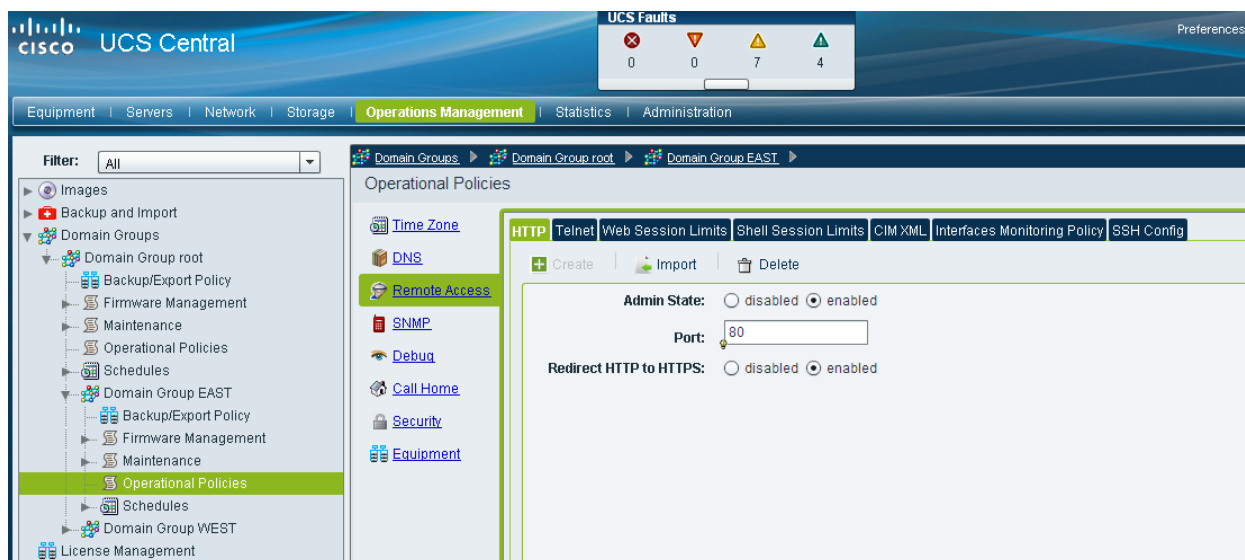 UCS Faults
CISCO UCS Central
Preferences
0 0 7 4
Equipment | Servers | Network | Storage | Operations Management | Statistics | Administration
Filter: All
Images
Backup and Import
Domain Groups
Domain Group root
Backup/Export Policy
Firmware Management
Maintenance
Operational Policies
Schedules
Domain Group EAST
Backup/Export Policy
Firmware Management
Maintenance
Operational Policies
Schedules
Domain Group WEST
License Management
Domain Groups Domain Group root Domain Group EAST
Operational Policies
Time Zone
DNS
Remote Access
SNMP
Debug
Call Home
Security
Equipment
HTTP Telnet Web Session Limits Shell Session Limits CIM XML Interfaces Monitoring Policy SSH Config
Create Import Delete
Admin State: disabled enabled
Port: 80
Redirect HTTP to HTTPS: disabled enabled